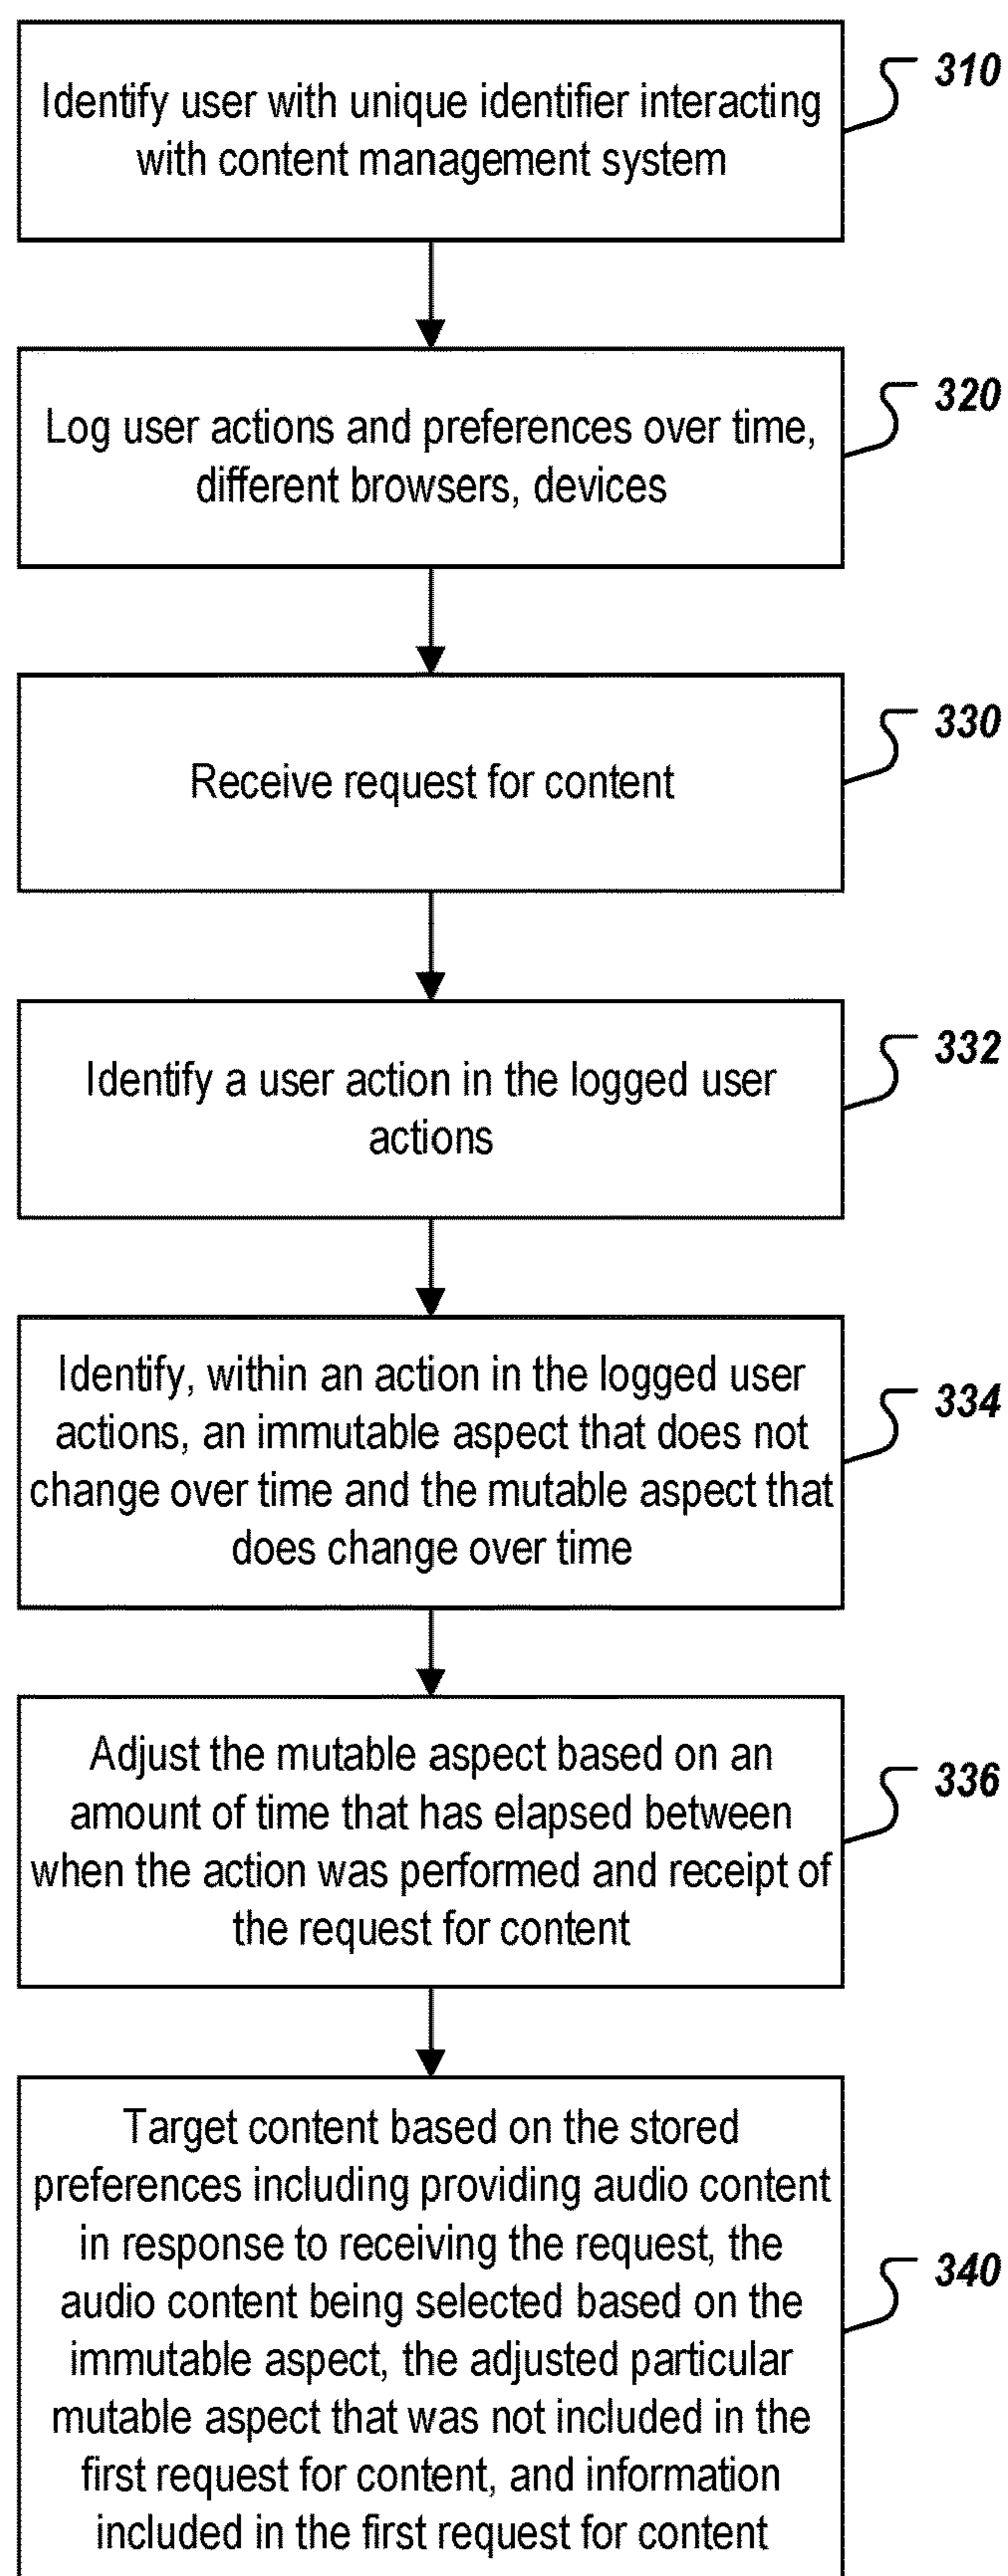 Identify user with unique identifier interacting
with content management system
310
Log user actions and preferences over time,
different browsers, devices
320
Receive request for content
330
Identify a user action in the logged user
actions
332
Identify, within an action in the logged user
actions, an immutable aspect that does not
change over time and the mutable aspect that
does change over time
334
Adjust the mutable aspect based on an
amount of time that has elapsed between
when the action was performed and receipt of
the request for content
336
Target content based on the stored
preferences including providing audio content
in response to receiving the request, the
audio content being selected based on the
immutable aspect, the adjusted particular
mutable aspect that was not included in the
first request for content, and information
included in the first request for content
340